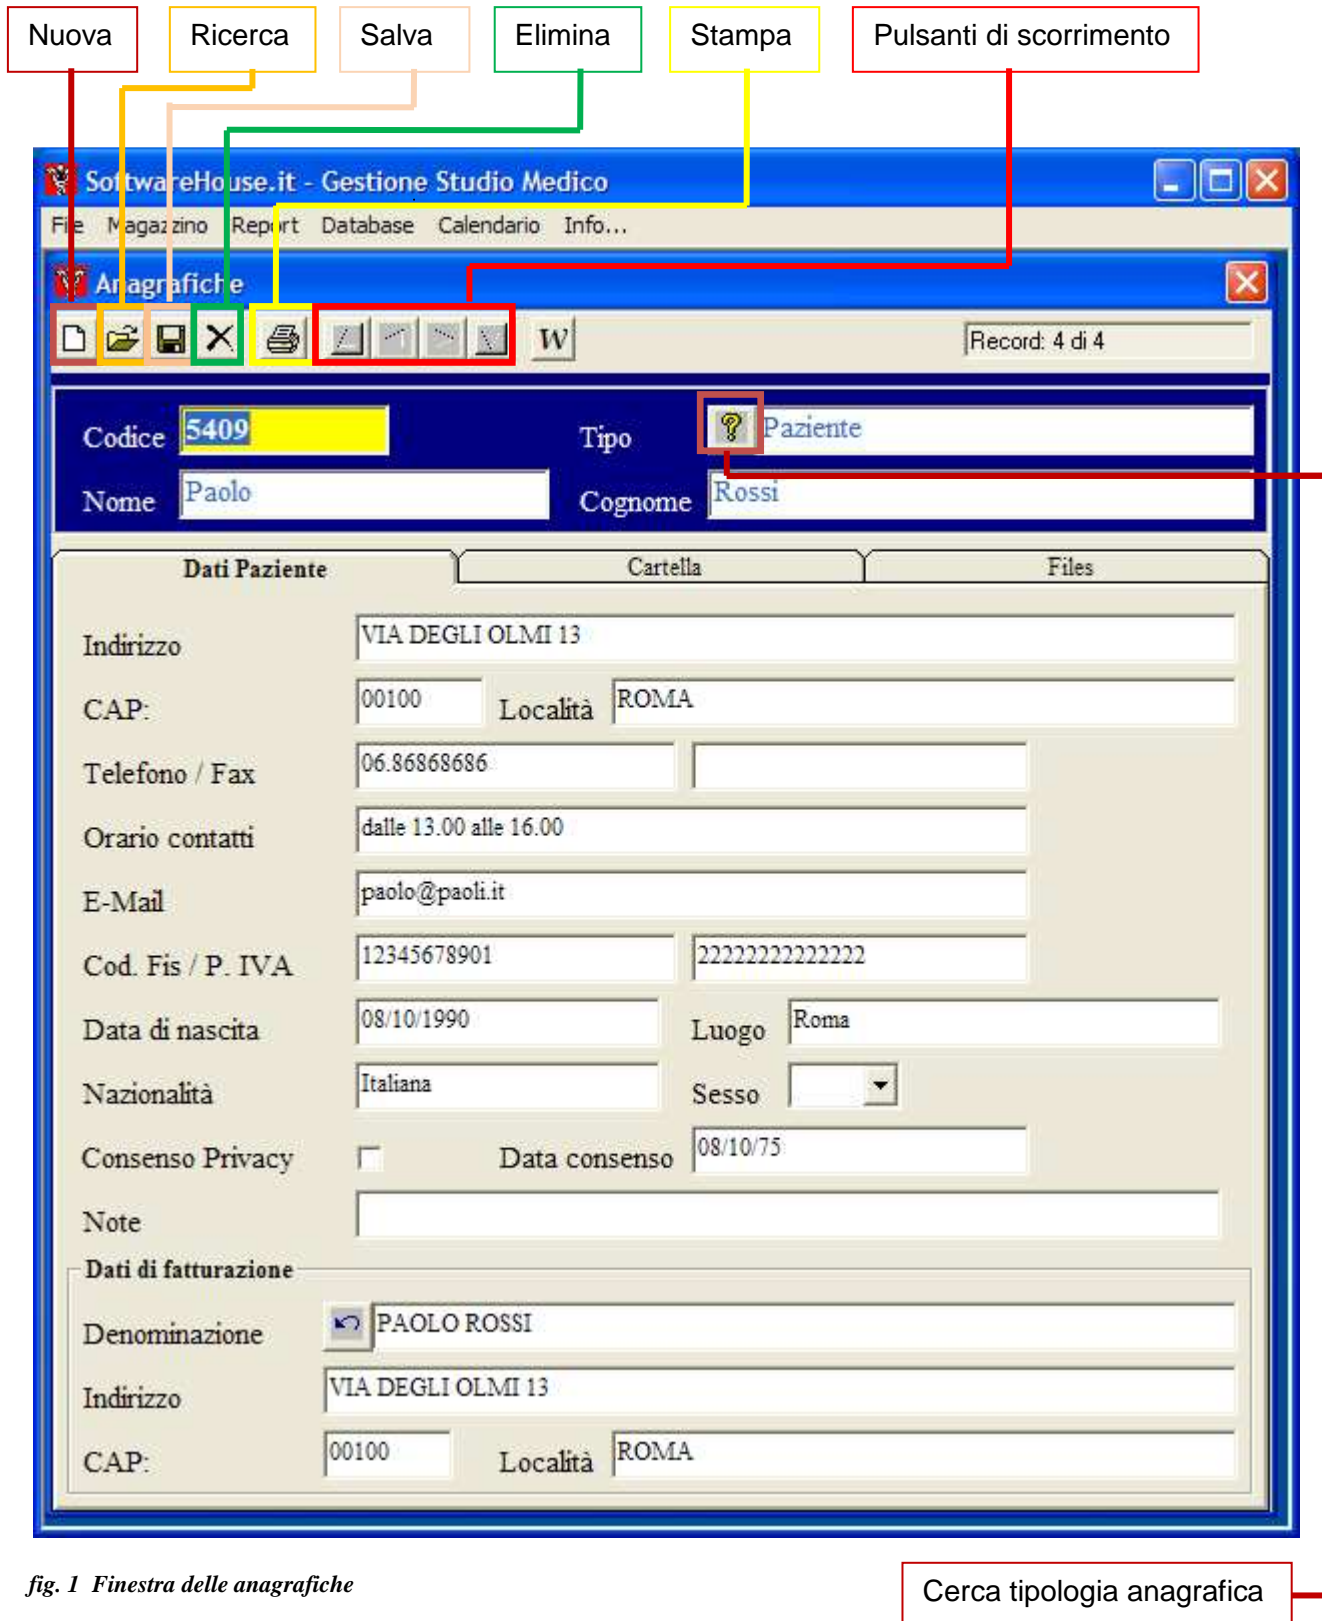 Nuova Ricerca Salva Elimina Stampa Pulsanti di scorrimento
SoftwareHouse.it - Gestione Studio Medico
File Magazzino Report Database Calendario Info...
Anagrafiche
W Record: 4 di 4
Codice 5409 Tipo ? Paziente
Nome Paolo Cognome Rossi
Dati Paziente Cartella Files
Indirizzo VIA DEGLI OLMI 13
CAP: 00100 Località ROMA
Telefono / Fax 06.86868686
Orario contatti dalle 13.00 alle 16.00
E-Mail paolo@paoli.it
Cod. Fis / P. IVA 12345678901 22222222222222
Data di nascita 08/10/1990 Luogo Roma
Nazionalità Italiana Sesso
Consenso Privacy Data consenso 08/10/75
Note
Dati di fatturazione
Denominazione PAOLO ROSSI
Indirizzo VIA DEGLI OLMI 13
CAP: 00100 Località ROMA
fig. 1 Finestra delle anagrafiche
Cerca tipologia anagrafica